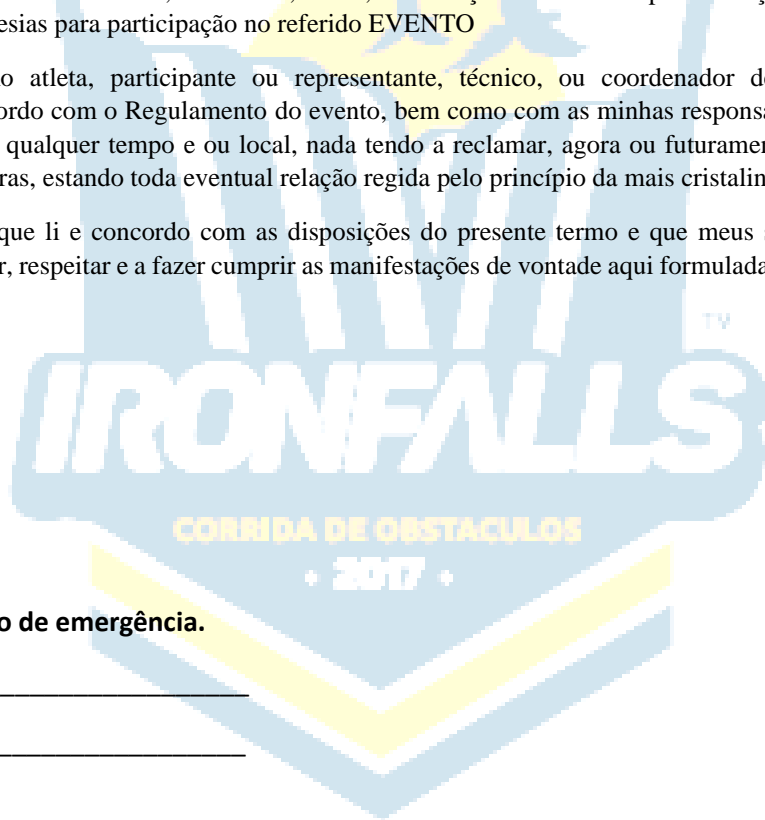 esias para participação no referido EVENTO
o atleta, participante ou representante, técnico, ou coordenador de
ordo com o Regulamento do evento, bem como com as minhas responsa
qualquer tempo e ou local, nada tendo a reclamar, agora ou futuramen
ras, estando toda eventual relação regida pelo princípio da mais cristalin
que li e concordo com as disposições do presente termo e que meus s
r, respeitar e a fazer cumprir as manifestações de vontade aqui formulada
TM
IRONFALLS
CORRIDA DE OBSTACULOS
• 2017 •
o de emergência.